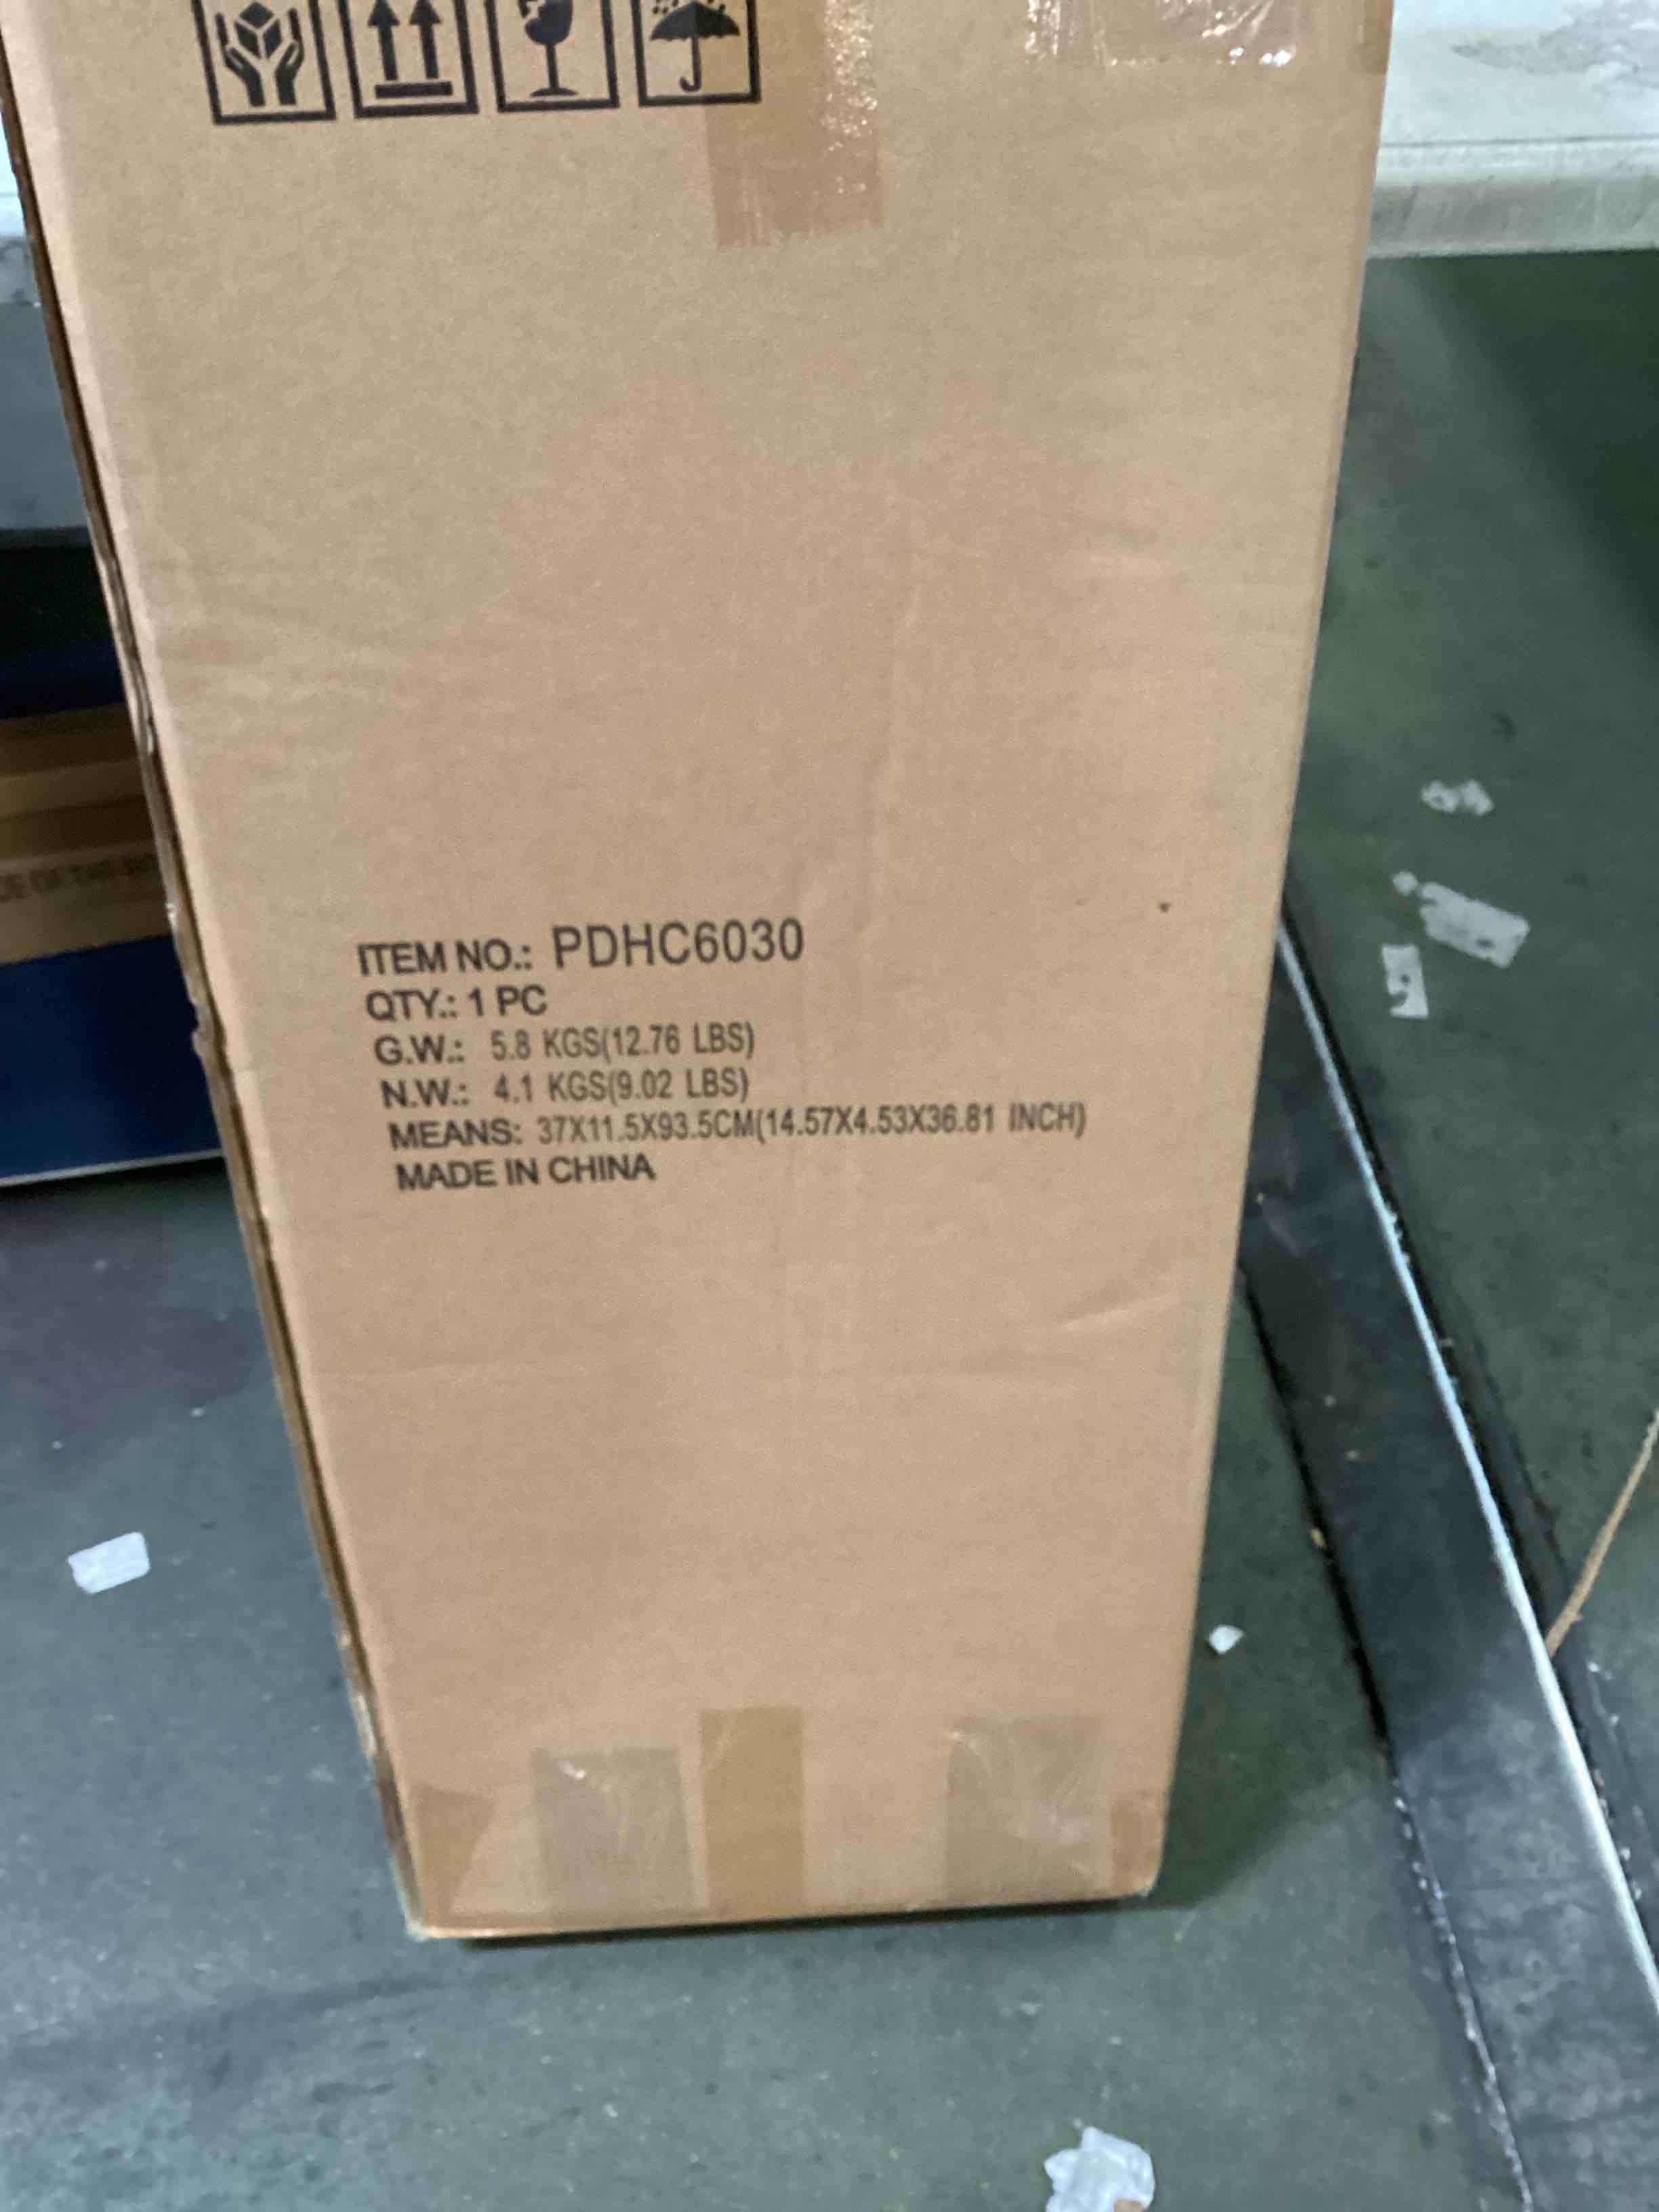 ITEM NO.: PDHC6030
QTY.: 1 PC
G.W.: 5.8 KGS(12.76 LBS)
N.W.: 4.1 KGS(9.02 LBS)
MEANS: 37X11.5X93.5CM(14.57X4.53X36.81 INCH)
MADE IN CHINA